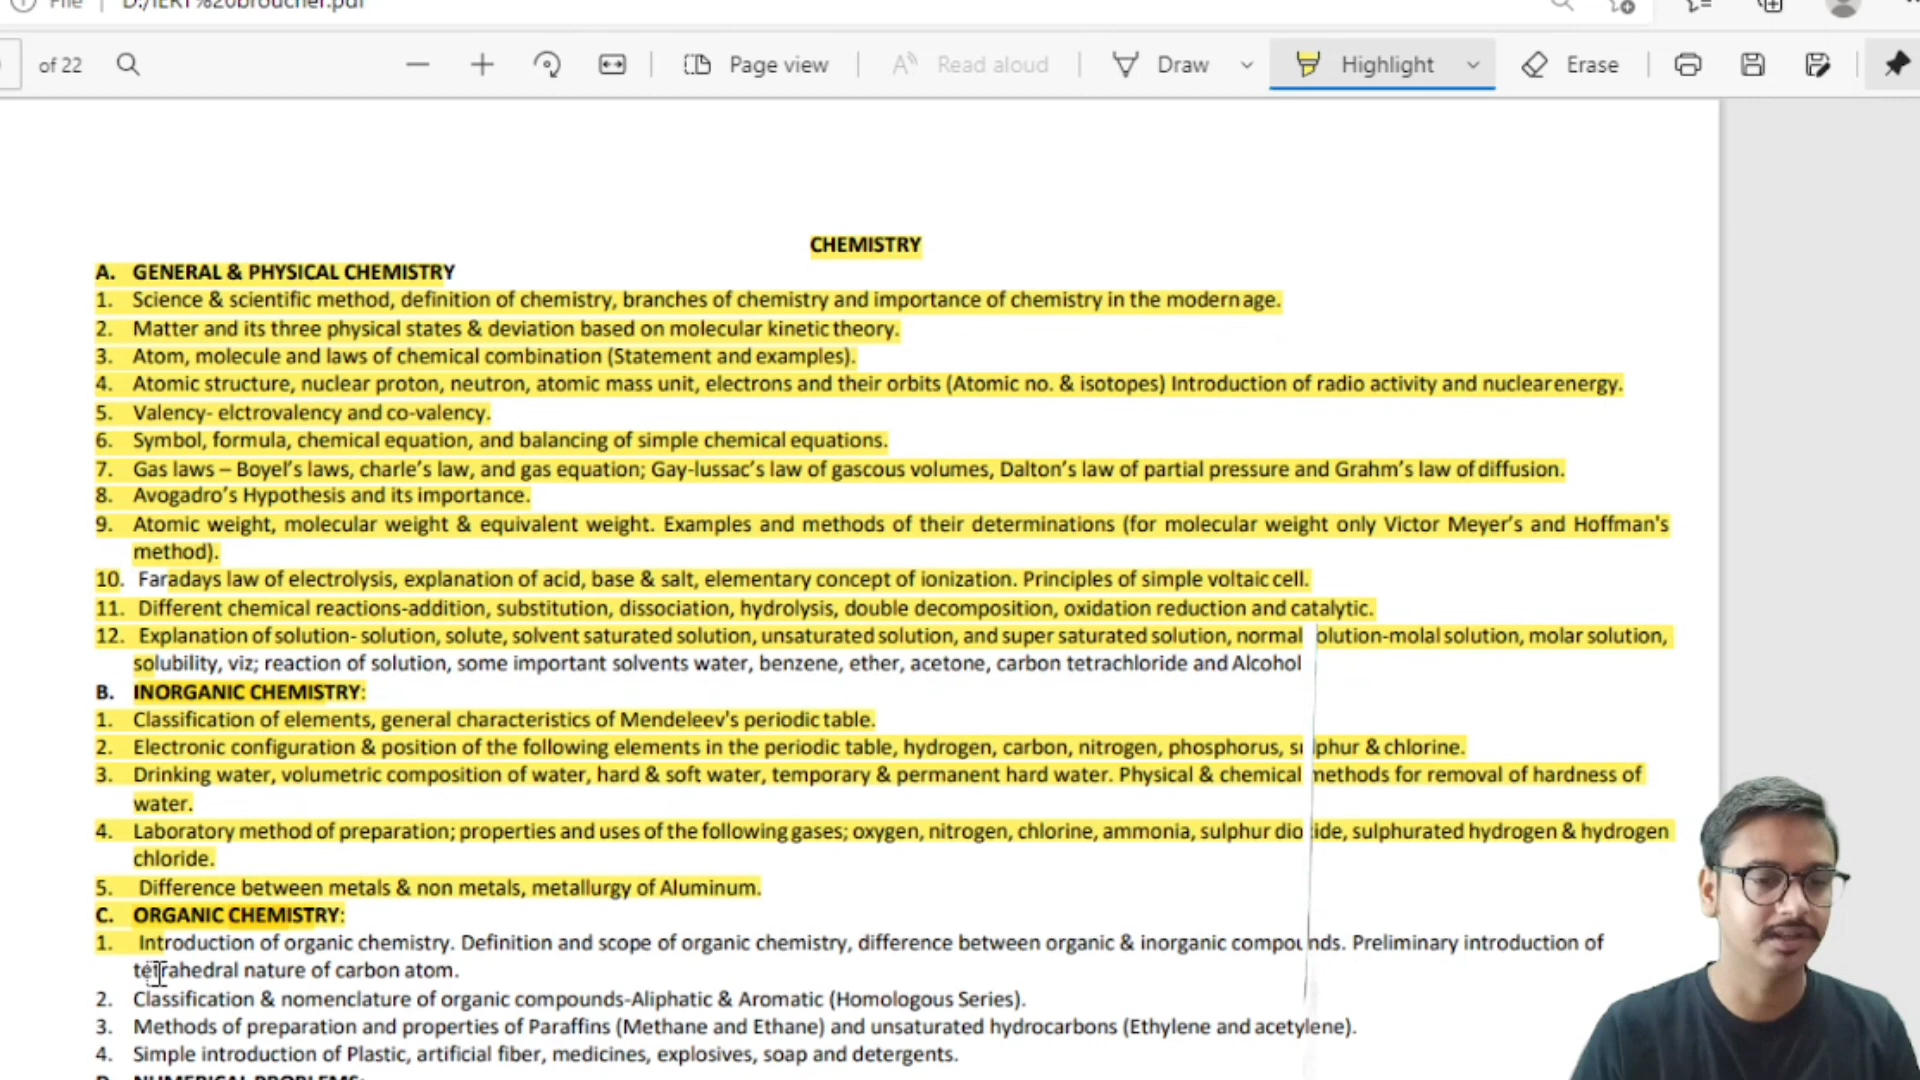 File D:/IERT%20broucher.pdf
of 22 Page view Read aloud Draw Highlight Erase
CHEMISTRY
A. GENERAL & PHYSICAL CHEMISTRY
1. Science & scientific method, definition of chemistry, branches of chemistry and importance of chemistry in the modern age.
2. Matter and its three physical states & deviation based on molecular kinetic theory.
3. Atom, molecule and laws of chemical combination (Statement and examples).
4. Atomic structure, nuclear proton, neutron, atomic mass unit, electrons and their orbits (Atomic no. & isotopes) Introduction of radio activity and nuclear energy.
5. Valency- elctrovalency and co-valency.
6. Symbol, formula, chemical equation, and balancing of simple chemical equations.
7. Gas laws – Boyel's laws, charle's law, and gas equation; Gay-lussac's law of gascous volumes, Dalton's law of partial pressure and Grahm's law of diffusion.
8. Avogadro's Hypothesis and its importance.
9. Atomic weight, molecular weight & equivalent weight. Examples and methods of their determinations (for molecular weight only Victor Meyer's and Hoffman's
method).
10. Faradays law of electrolysis, explanation of acid, base & salt, elementary concept of ionization. Principles of simple voltaic cell.
11. Different chemical reactions-addition, substitution, dissociation, hydrolysis, double decomposition, oxidation reduction and catalytic.
12. Explanation of solution- solution, solute, solvent saturated solution, unsaturated solution, and super saturated solution, normal olution-molal solution, molar solution,
solubility, viz; reaction of solution, some important solvents water, benzene, ether, acetone, carbon tetrachloride and Alcohol
B. INORGANIC CHEMISTRY:
1. Classification of elements, general characteristics of Mendeleev's periodic table.
2. Electronic configuration & position of the following elements in the periodic table, hydrogen, carbon, nitrogen, phosphorus, sulphur & chlorine.
3. Drinking water, volumetric composition of water, hard & soft water, temporary & permanent hard water. Physical & chemical methods for removal of hardness of
water.
4. Laboratory method of preparation; properties and uses of the following gases; oxygen, nitrogen, chlorine, ammonia, sulphur dioxide, sulphurated hydrogen & hydrogen
chloride.
5. Difference between metals & non metals, metallurgy of Aluminum.
C. ORGANIC CHEMISTRY:
1. Introduction of organic chemistry. Definition and scope of organic chemistry, difference between organic & inorganic compounds. Preliminary introduction of
tetrahedral nature of carbon atom.
2. Classification & nomenclature of organic compounds-Aliphatic & Aromatic (Homologous Series).
3. Methods of preparation and properties of Paraffins (Methane and Ethane) and unsaturated hydrocarbons (Ethylene and acetylene).
4. Simple introduction of Plastic, artificial fiber, medicines, explosives, soap and detergents.
D. NUMERICAL PROBLEMS: